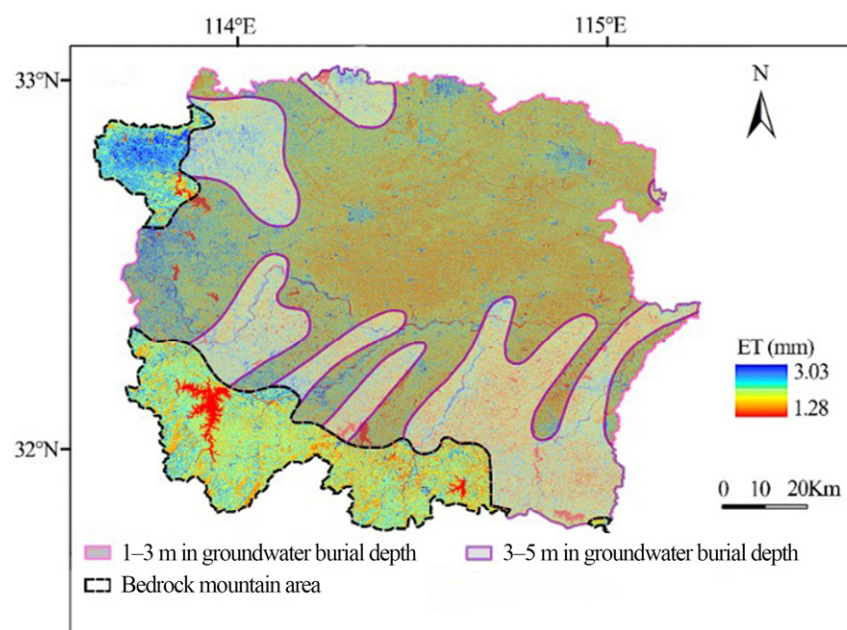 114°E 115°E
33°N
N
ET (mm)
3.03
1.28
32°N
0 10 20Km
1–3 m in groundwater burial depth
3–5 m in groundwater burial depth
Bedrock mountain area